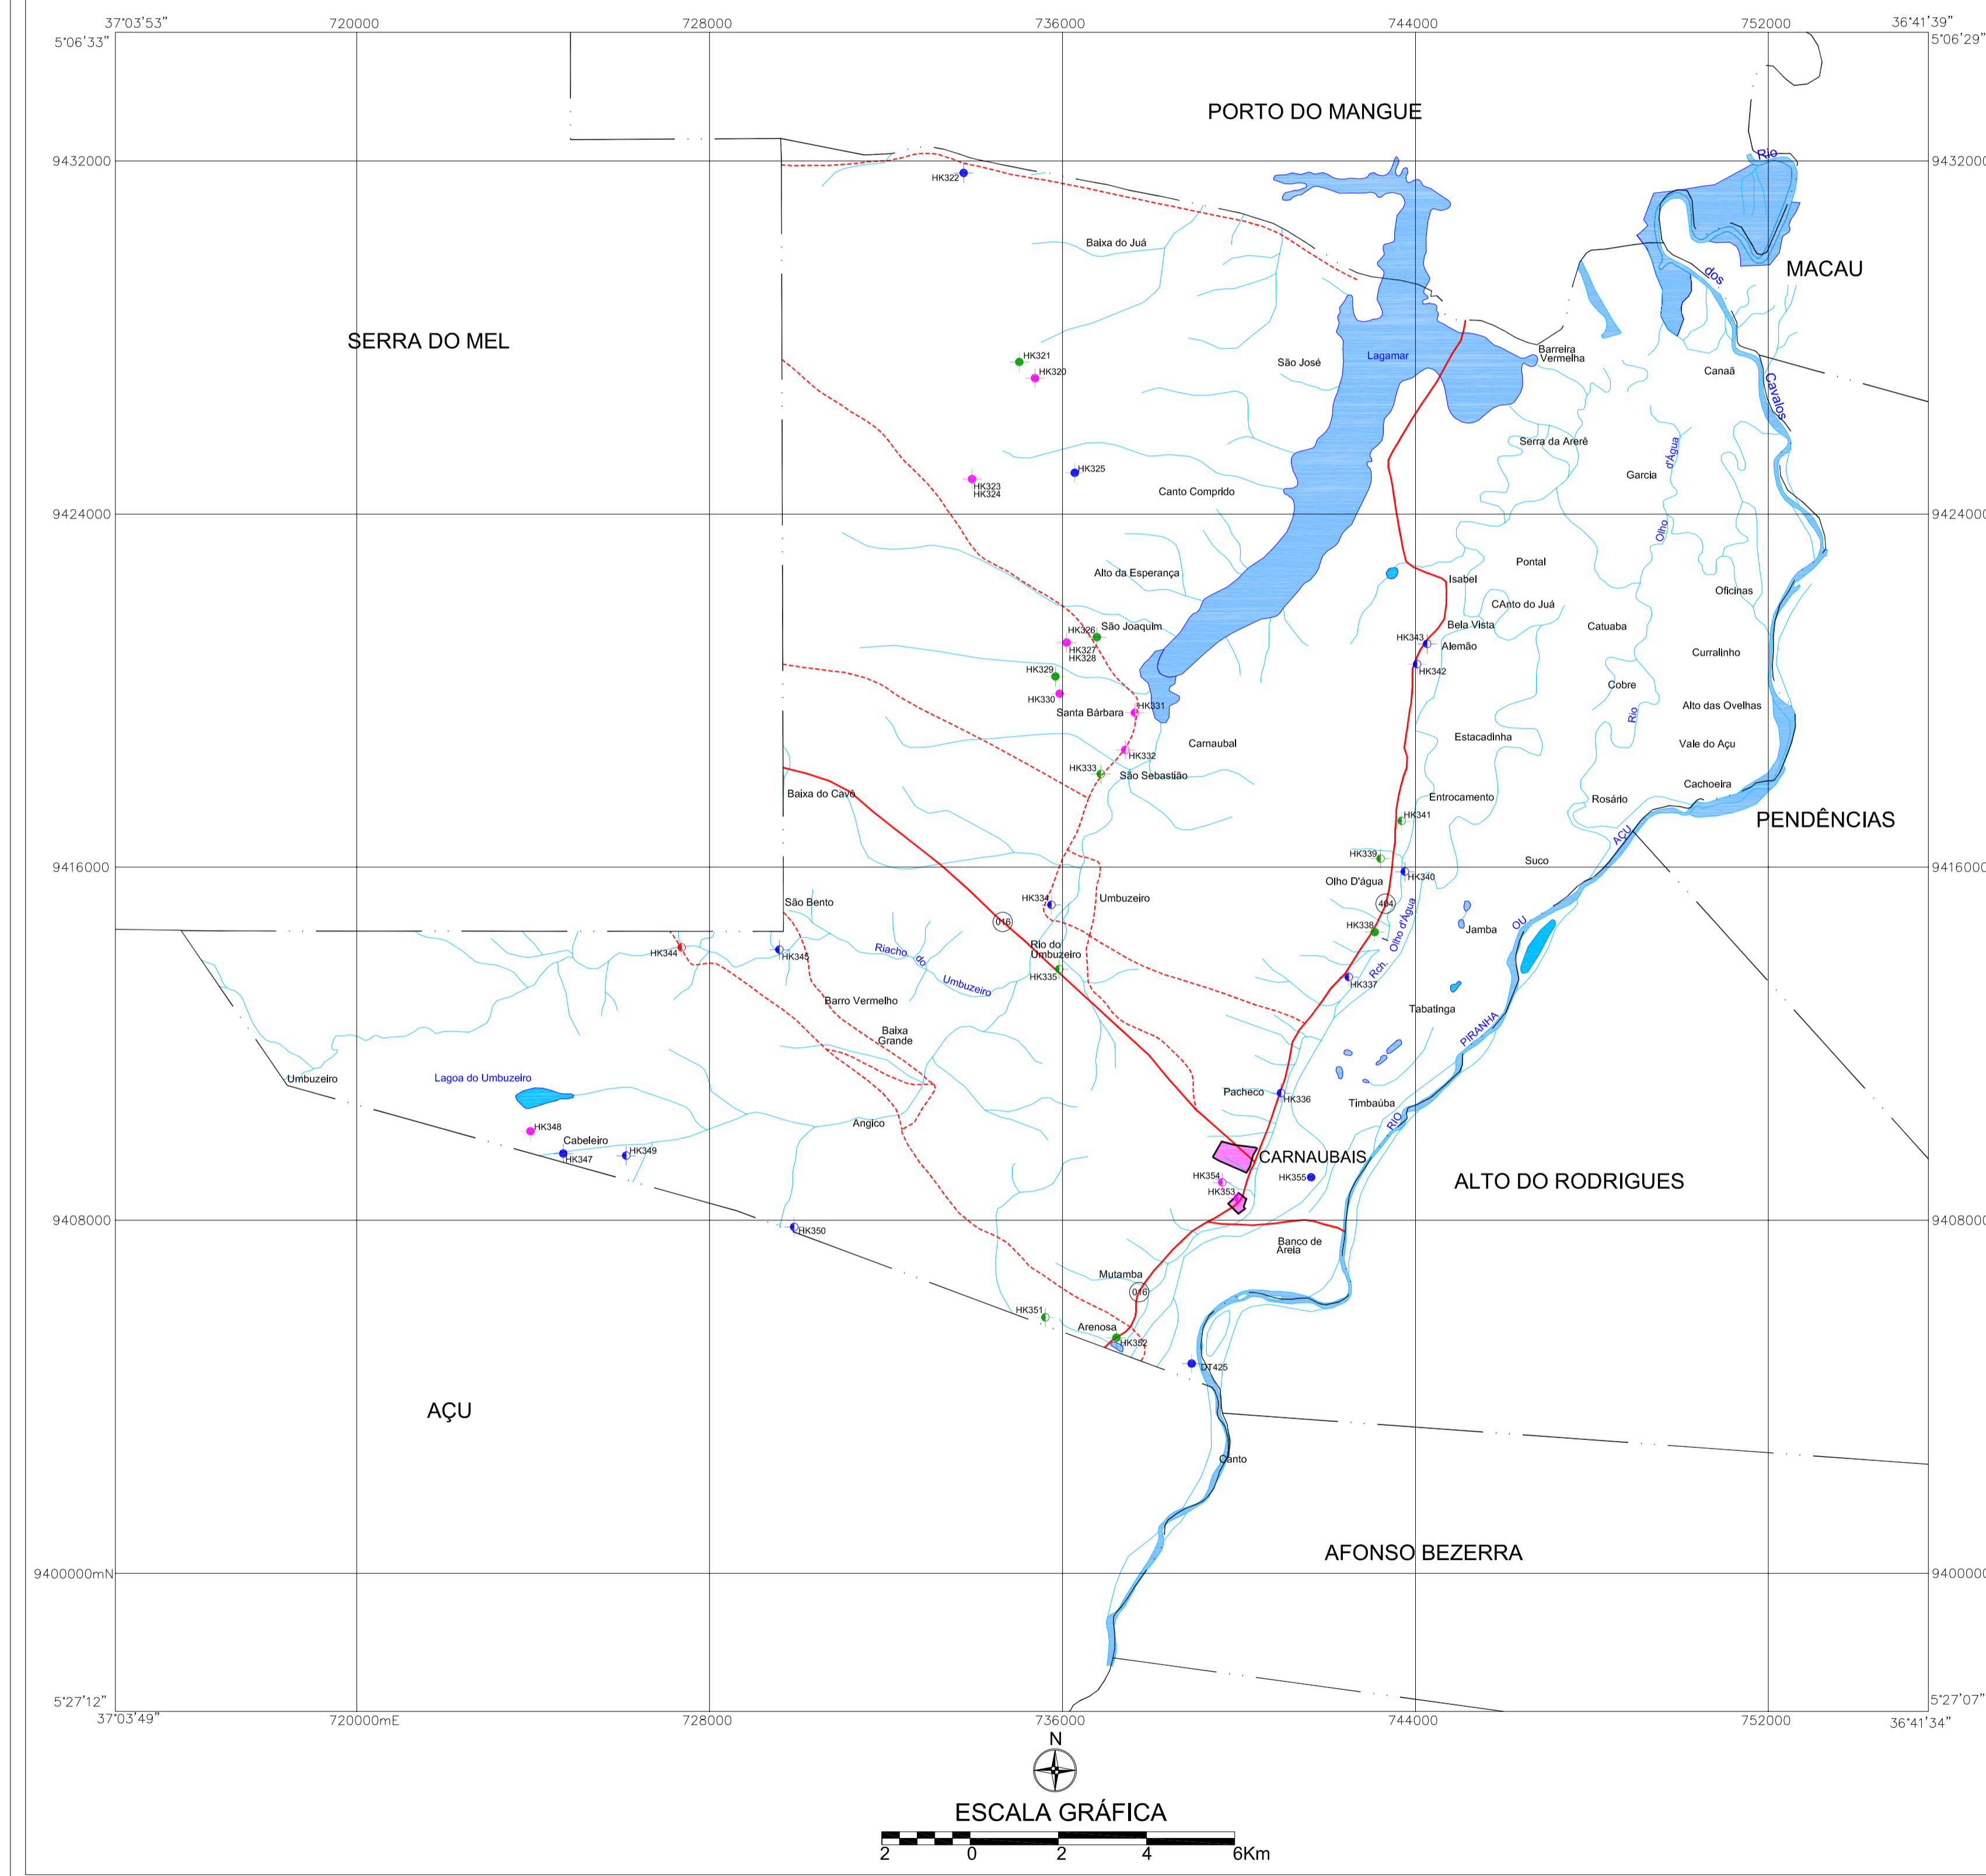 37°03'53" 720000 728000 736000 744000 752000 36°41'39"
5°06'33" 5°06'29"
PORTO DO MANGUE
9432000 Rio 9432000
HK322
Baixa do Juá
MACAU
dos
SERRA DO MEL
HK321
HK320
São José
Lagamar
Barreira
Vermelha
Canaã
Cavalos
Serra da Arerê
d'Água
HK325
Garcia
HK323
HK324
Canto Comprido
9424000 9424000
Olho
Pontal
Alto da Esperança
Isabel
Oficinas
CAnto do Juá
HK326
São Joaquim
Bela Vista
Catuaba
HK343
Alemão
HK327
HK328
Curralinho
HK329
HK342
HK330
Cobre
Santa Bárbara
HK331
Alto das Ovelhas
Rio
Estacadinha
Carnaubal
Vale do Açu
HK332
HK333
São Sebastião
Cachoeira
Baixa do Cavô
Entrocamento
Rosário
HK341
PENDÊNCIAS
AÇU
HK339
Suco
9416000 9416000
HK340
Olho D'água
Umbuzeiro
São Bento
HK334
404
016
OU
HK338
Jamba
Olho d'Água
Rch.
Rio do
Umbuzeiro
HK344
HK345
Riacho do Umbuzeiro
HK335
HK337
Barro Vermelho
Tabatinga
PIRANHA
Baixa
Grande
Umbuzeiro
Lagoa do Umbuzeiro
Pacheco
HK336
Timbaúba
RIO
Angico
HK348
Cabeleiro
HK347
HK349
CARNAUBAIS
HK354
HK355
ALTO DO RODRIGUES
HK353
9408000 9408000
HK350
Banco de
Areia
Mutamba
016
HK351
Arenosa
HK352
DT425
AÇU
Canto
AFONSO BEZERRA
9400000mN 9400000
5°27'12" 5°27'07"
37°03'49" 720000mE 728000 736000 744000 752000 36°41'34"
N
ESCALA GRÁFICA
2 0 2 4 6Km